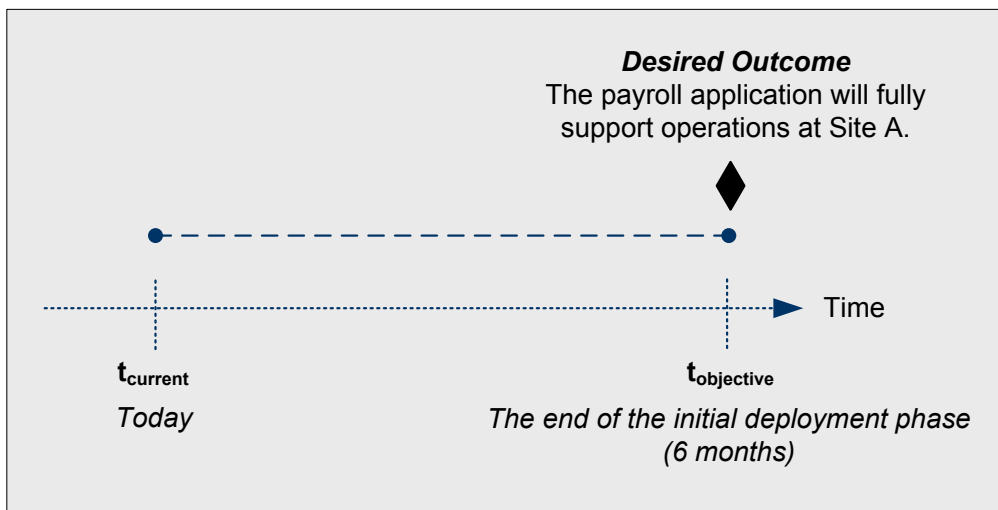 Desired Outcome
The payroll application will fully
support operations at Site A.
Time
tcurrent
tobjective
Today
The end of the initial deployment phase
(6 months)